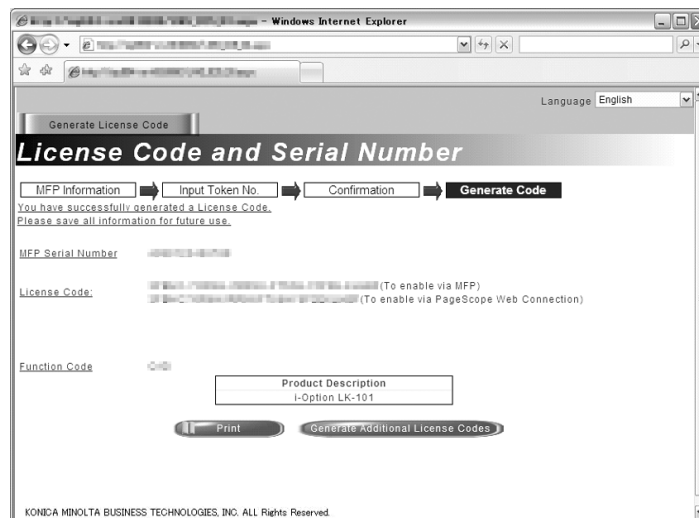 - Windows Internet Explorer
Language English
Generate License Code
License Code and Serial Number
MFP Information
Input Token No.
Confirmation
Generate Code
You have successfully generated a License Code.
Please save all information for future use.
MFP Serial Number
License Code:
(To enable via MFP)
(To enable via PageScope Web Connection)
Function Code
Product Description
i-Option LK-101
Print
Generate Additional License Codes
KONICA MINOLTA BUSINESS TECHNOLOGIES, INC. ALL Rights Reserved.